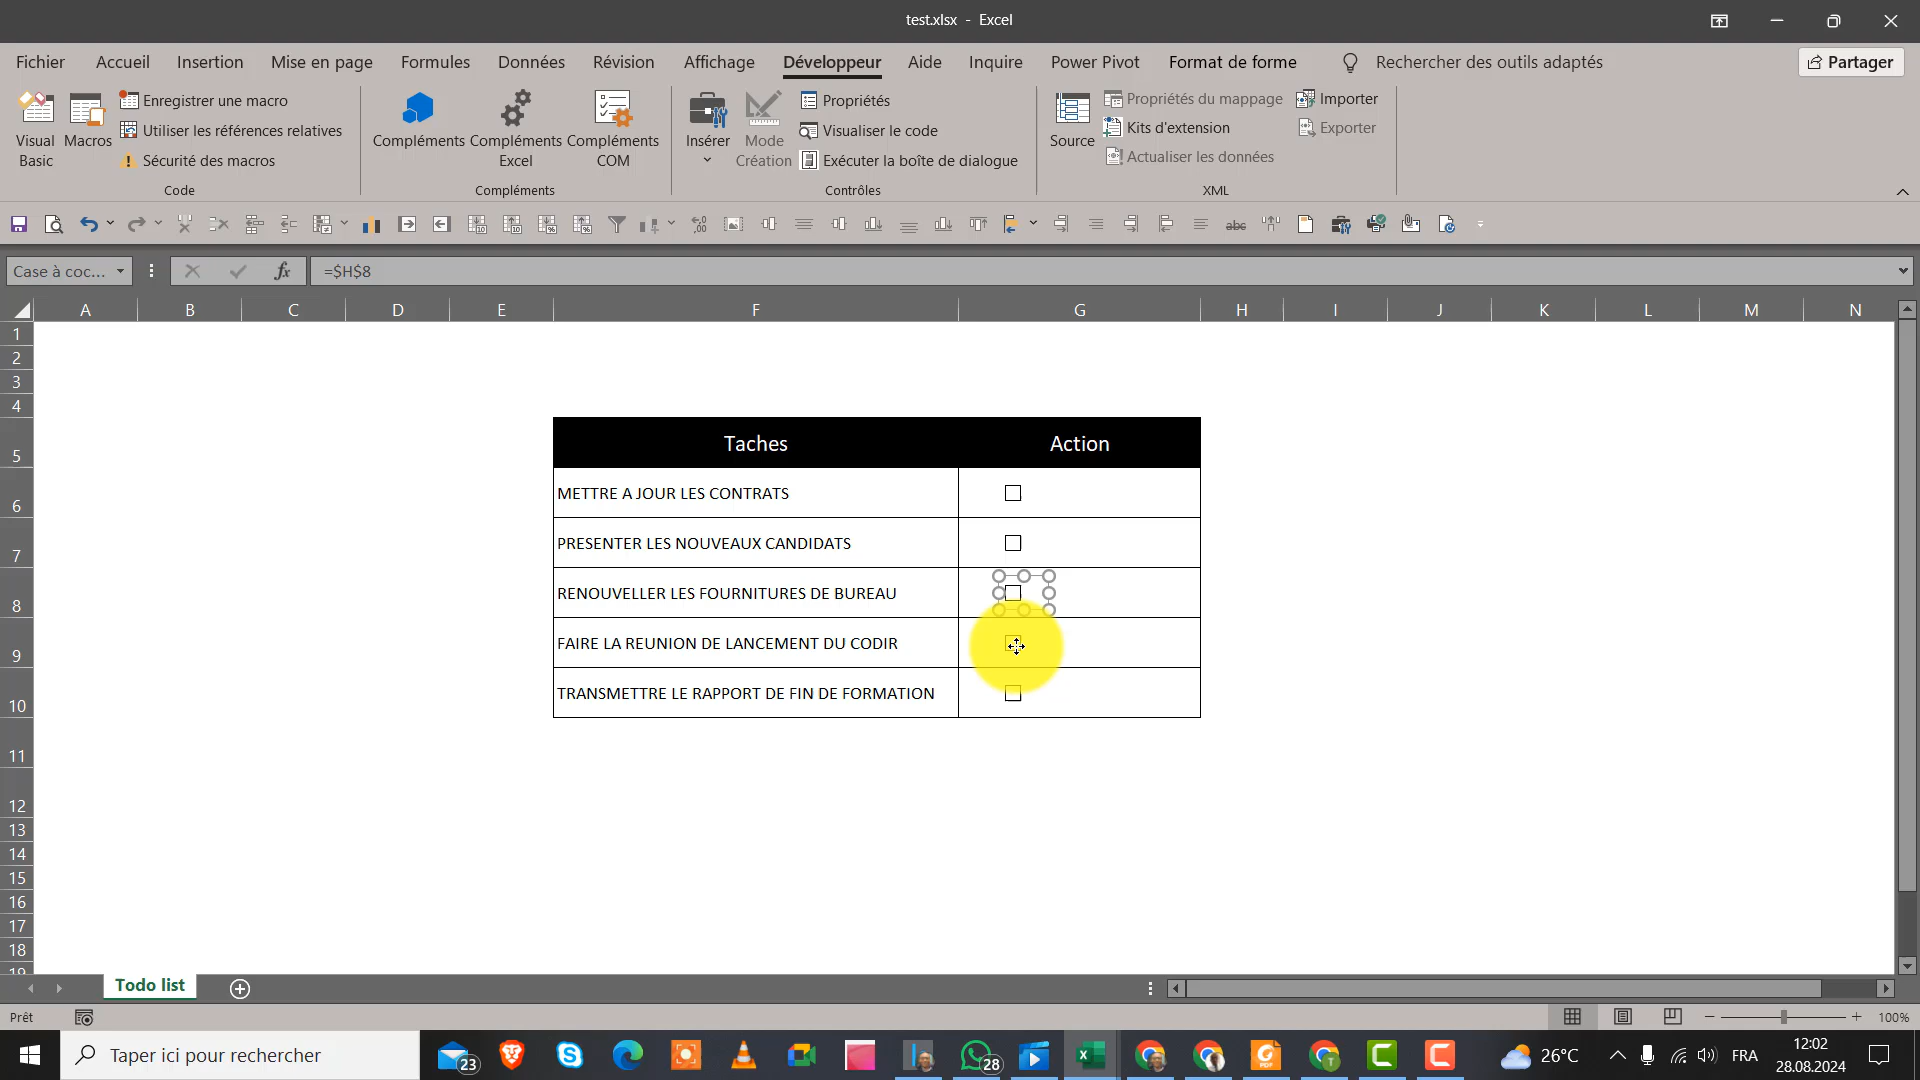 test.xlsx - Excel
Fichier Accueil Insertion Mise en page Formules Données Révision Affichage Développeur Aide Inquire Power Pivot Format de forme Rechercher des outils adaptés Partager
Visual Basic
Macros
Enregistrer une macro
Utiliser les références relatives
Sécurité des macros
Code
Compléments
Compléments Excel
Compléments COM
Compléments
Insérer
Mode Création
Propriétés
Visualiser le code
Exécuter la boîte de dialogue
Contrôles
Source
Propriétés du mappage
Kits d'extension
Actualiser les données
Importer
Exporter
XML
abc
Case à coc... fx =$H$8
A B C D E F G H I J K L M N
1
2
3
4
5 Taches Action
6 METTRE A JOUR LES CONTRATS
7 PRESENTER LES NOUVEAUX CANDIDATS
8 RENOUVELLER LES FOURNITURES DE BUREAU
9 FAIRE LA REUNION DE LANCEMENT DU CODIR
10 TRANSMETTRE LE RAPPORT DE FIN DE FORMATION
11
12
13
14
15
16
17
18
19
Todo list
Prêt 100%
Taper ici pour rechercher 23 28 26°C FRA 12:02
28.08.2024